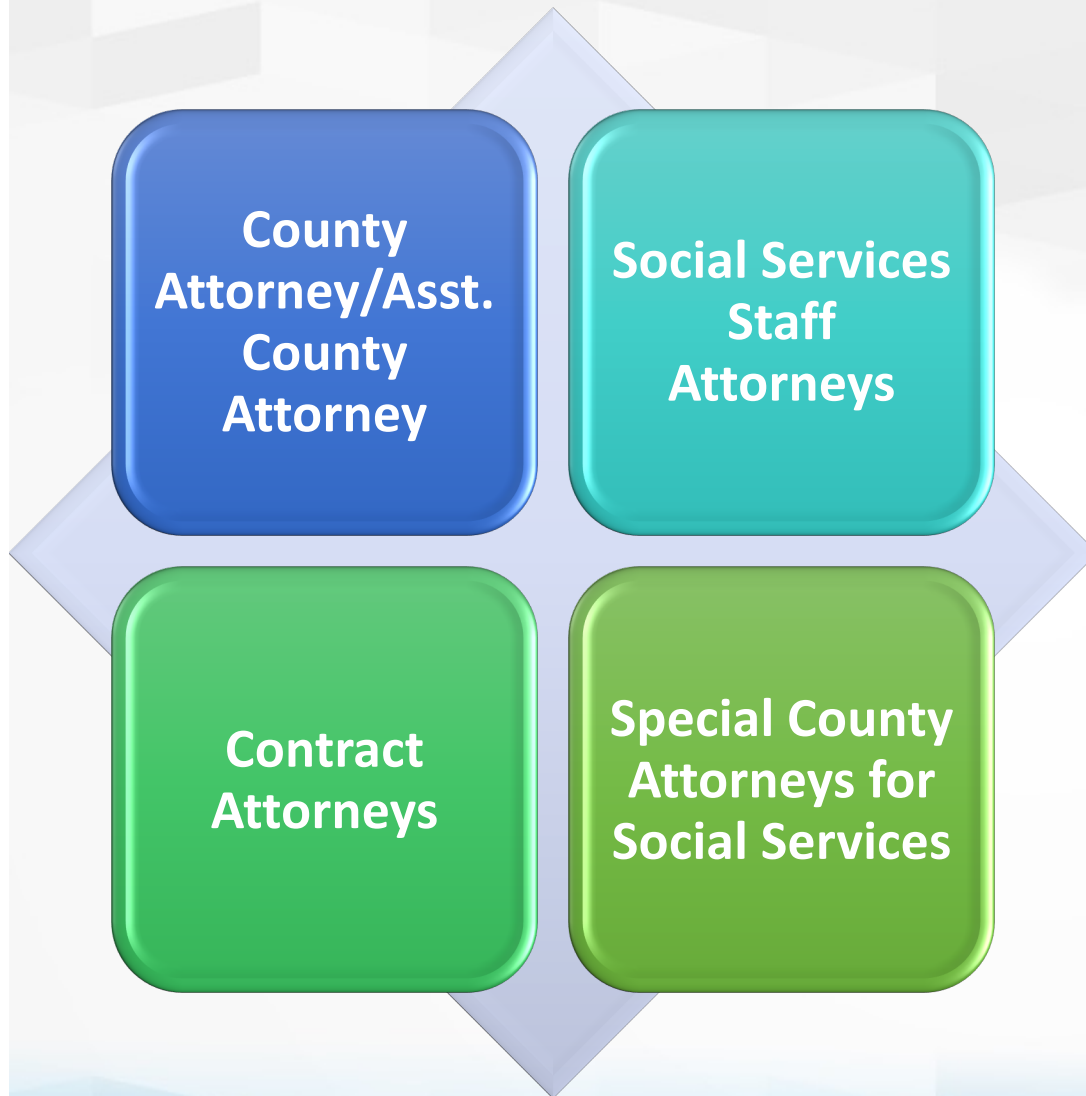 County
Attorney/Asst.
County
Attorney
Social Services
Staff
Attorneys
Contract
Attorneys
Special County
Attorneys for
Social Services